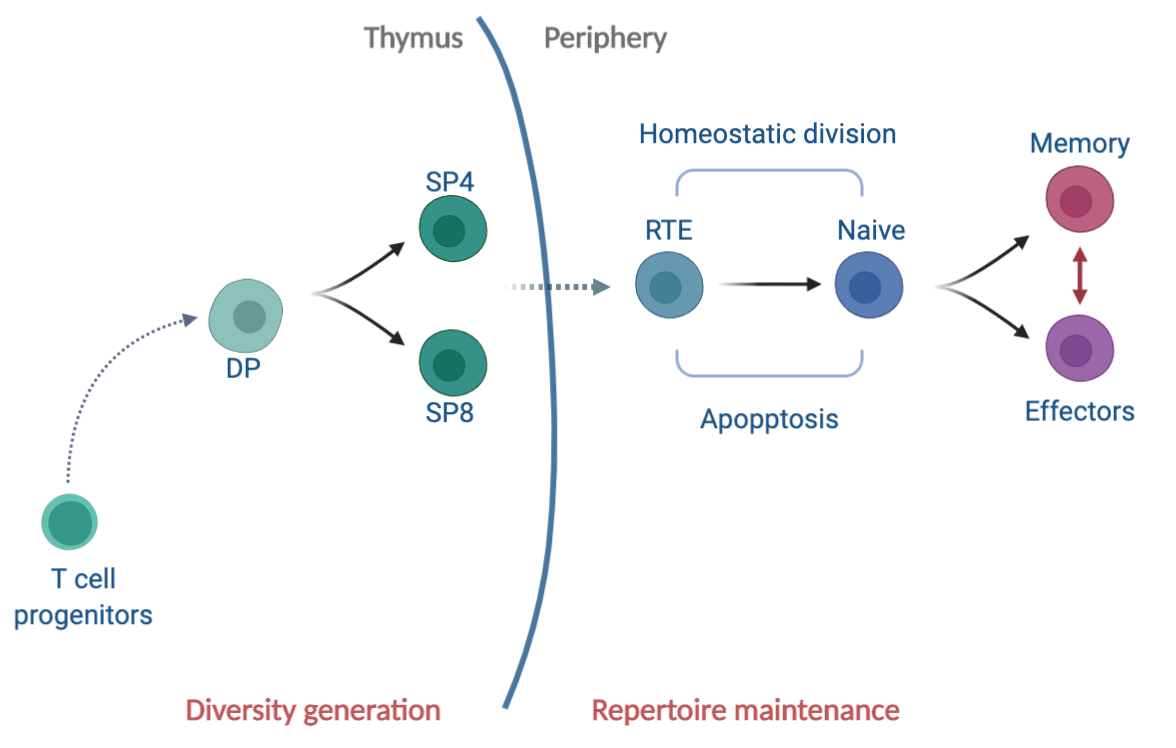 Thymus
Periphery
Homeostatic division
Memory
SP4
RTE
Naive
DP
SP8
Apopptosis
Effectors
T cell
progenitors
Diversity generation
Repertoire maintenance